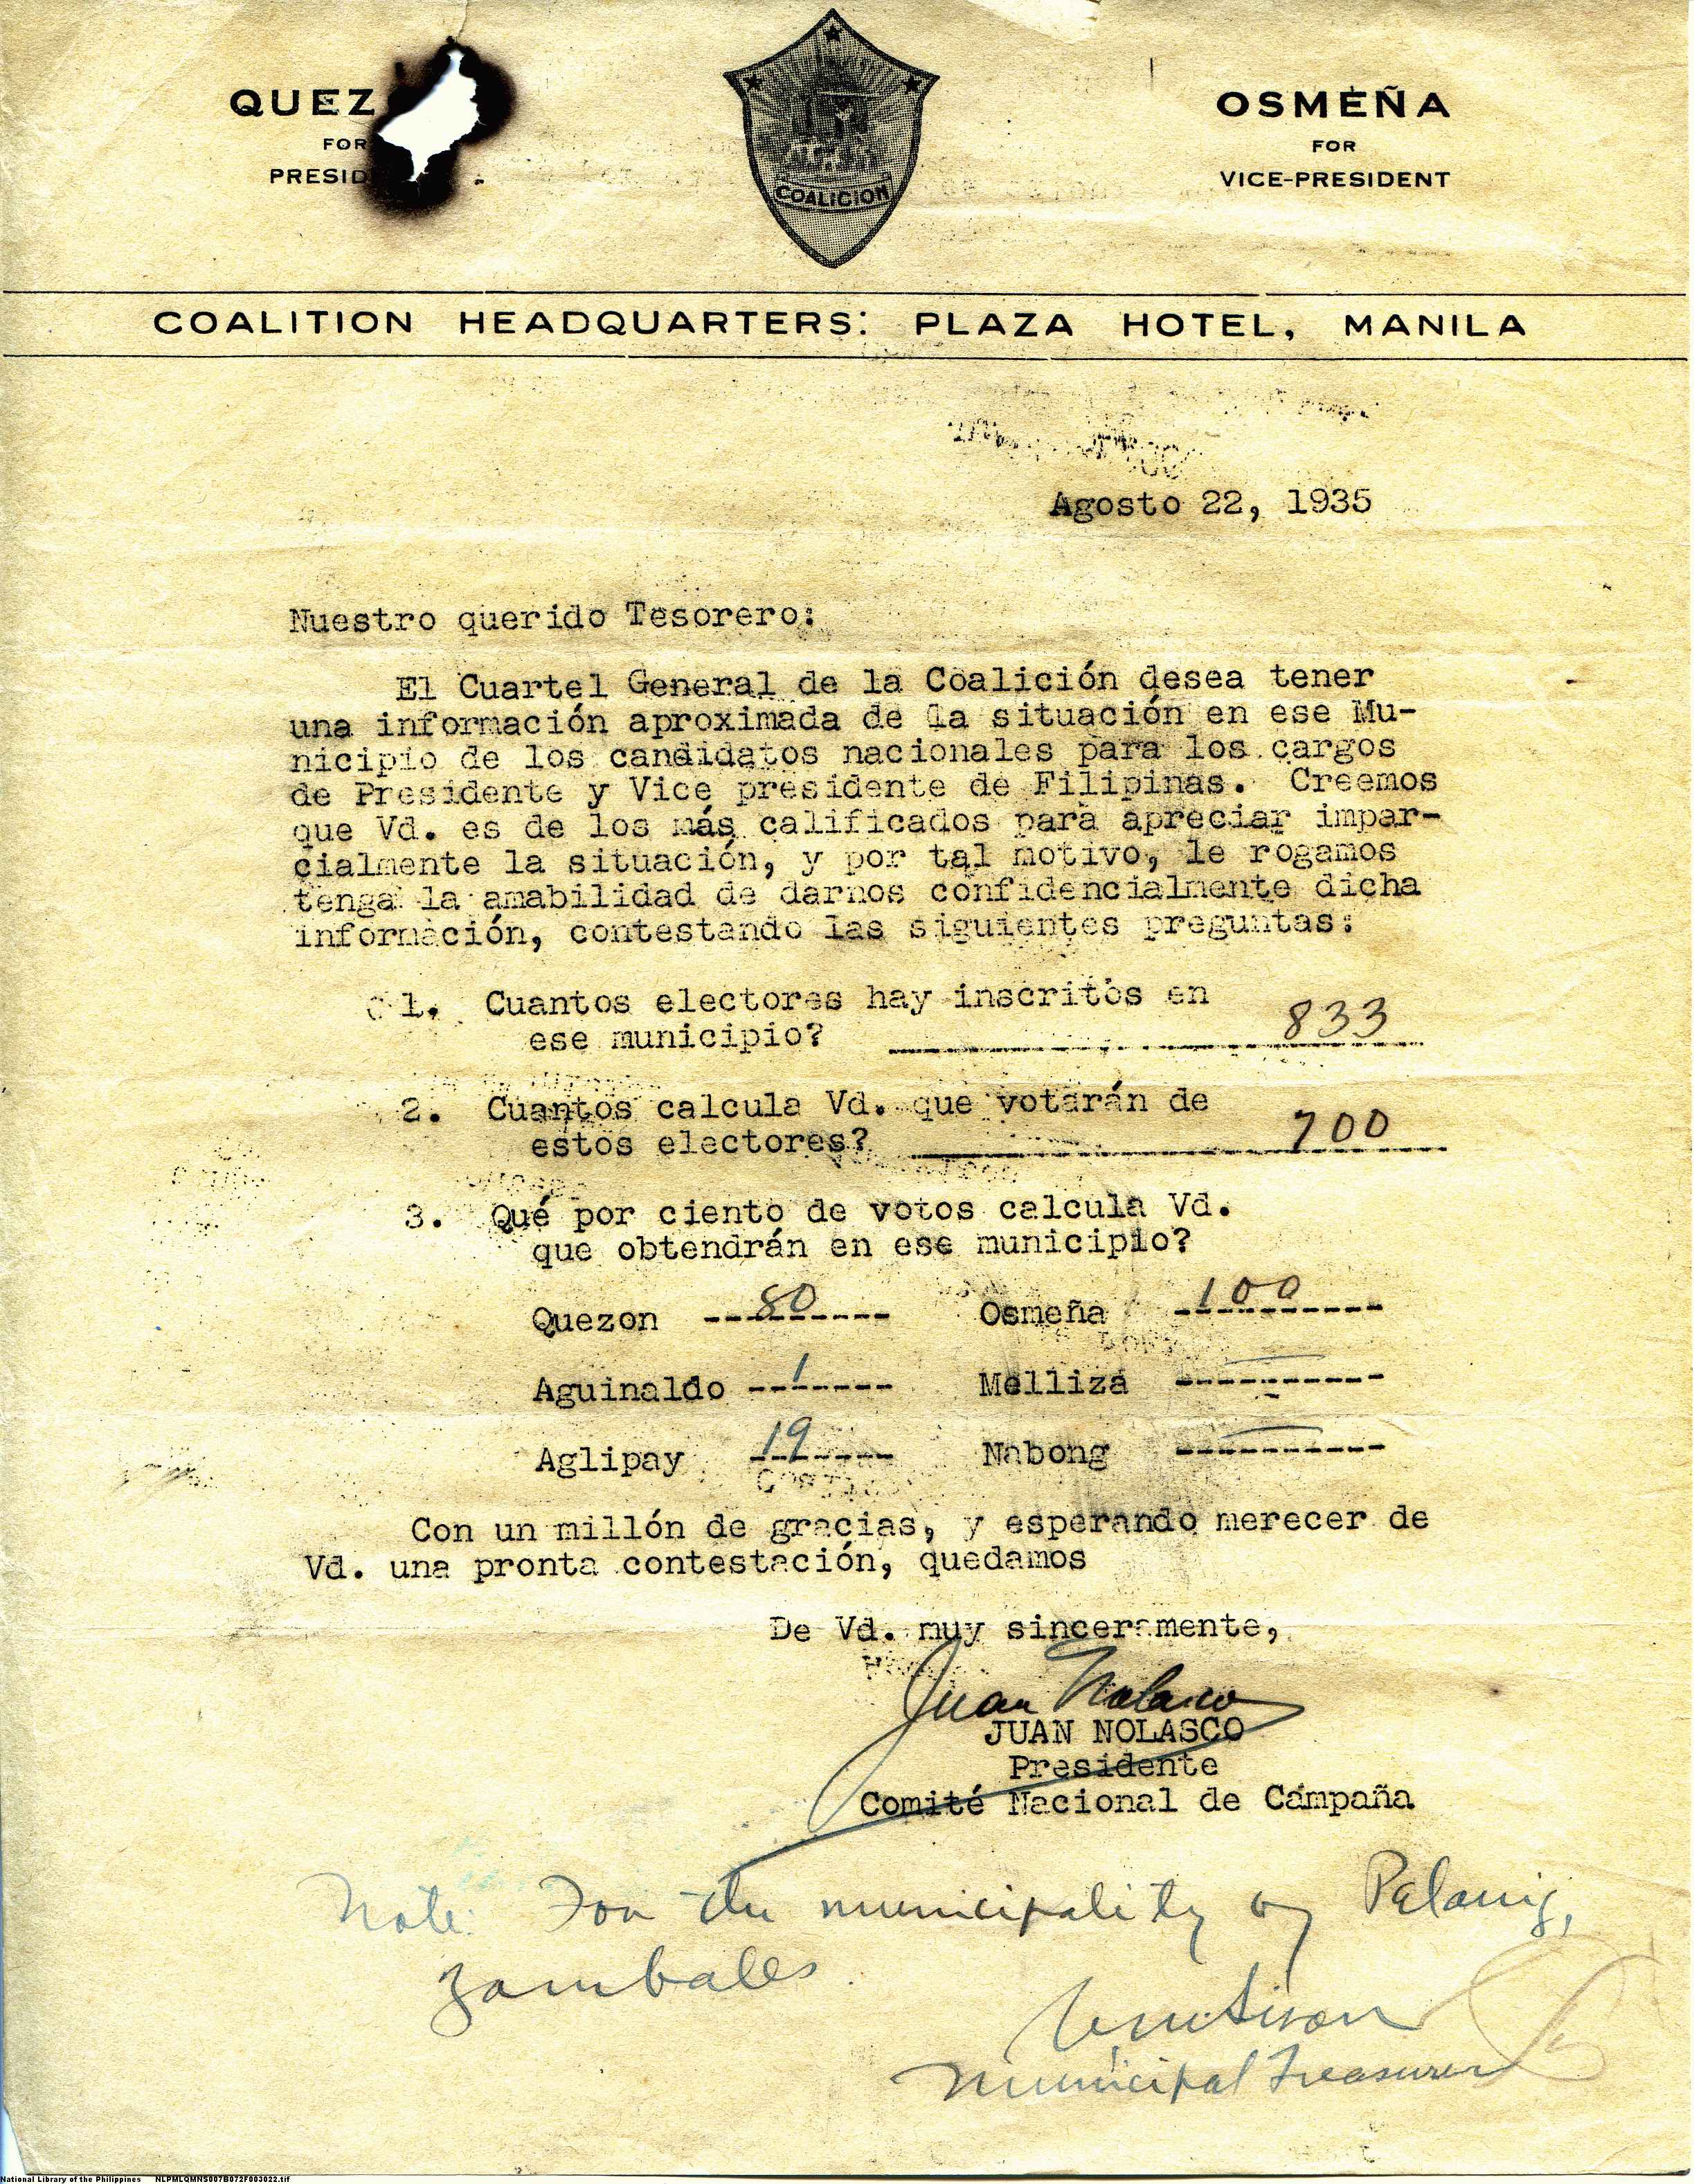 QUEZ
FOR
PRESID
COALICION
OSMEÑA
FOR
VICE-PRESIDENT
COALITION HEADQUARTERS: PLAZA HOTEL, MANILA
Agosto 22, 1935
Nuestro querido Tesorero:
El Cuartel General de la Coalición desea tener
una información aproximada de la situación en ese Mu-
nicipio de los candidatos nacionales para los cargos
de Presidente y Vice presidente de Filipinas. Creemos
que Vd. es de los más calificados para apreciar impar-
cialmente la situación, y por tal motivo, le rogamos
tenga la amabilidad de darnos confidencialmente dicha
información, contestando las siguientes preguntas:
1. Cuantos electores hay inscritos en
ese municipio? 833
2. Cuantos calcula Vd. que votarán de
estos electores? 700
3. Qué por ciento de votos calcula Vd.
que obtendrán en ese municipio?
Quezon 80 Osmeña 100
Aguinaldo 1 Melliza —
Aglipay 19 Nabong —
Con un millón de gracias, y esperando merecer de
Vd. una pronta contestación, quedamos
De Vd. muy sinceramente,
Juan Nolasco
JUAN NOLASCO
Presidente
Comité Nacional de Campaña
Note: For the municipality of Palauig,
Zambales
Municipal Treasurer
National Library of the Philippines NLPMLQMNS007B072F003022.tif